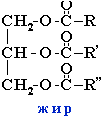 O
CH₂-O-C-R
O
CH-O-C-R'
O
CH₂-O-C-R"
жир